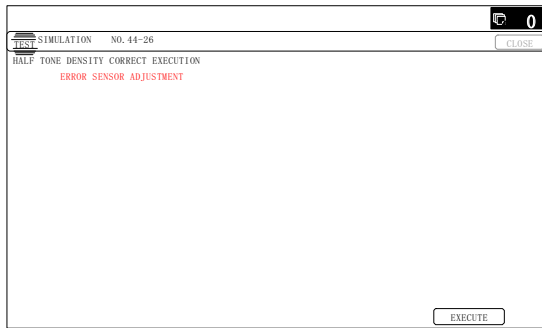 0
TEST SIMULATION NO.44-26
CLOSE
HALF TONE DENSITY CORRECT EXECUTION
ERROR SENSOR ADJUSTMENT
EXECUTE